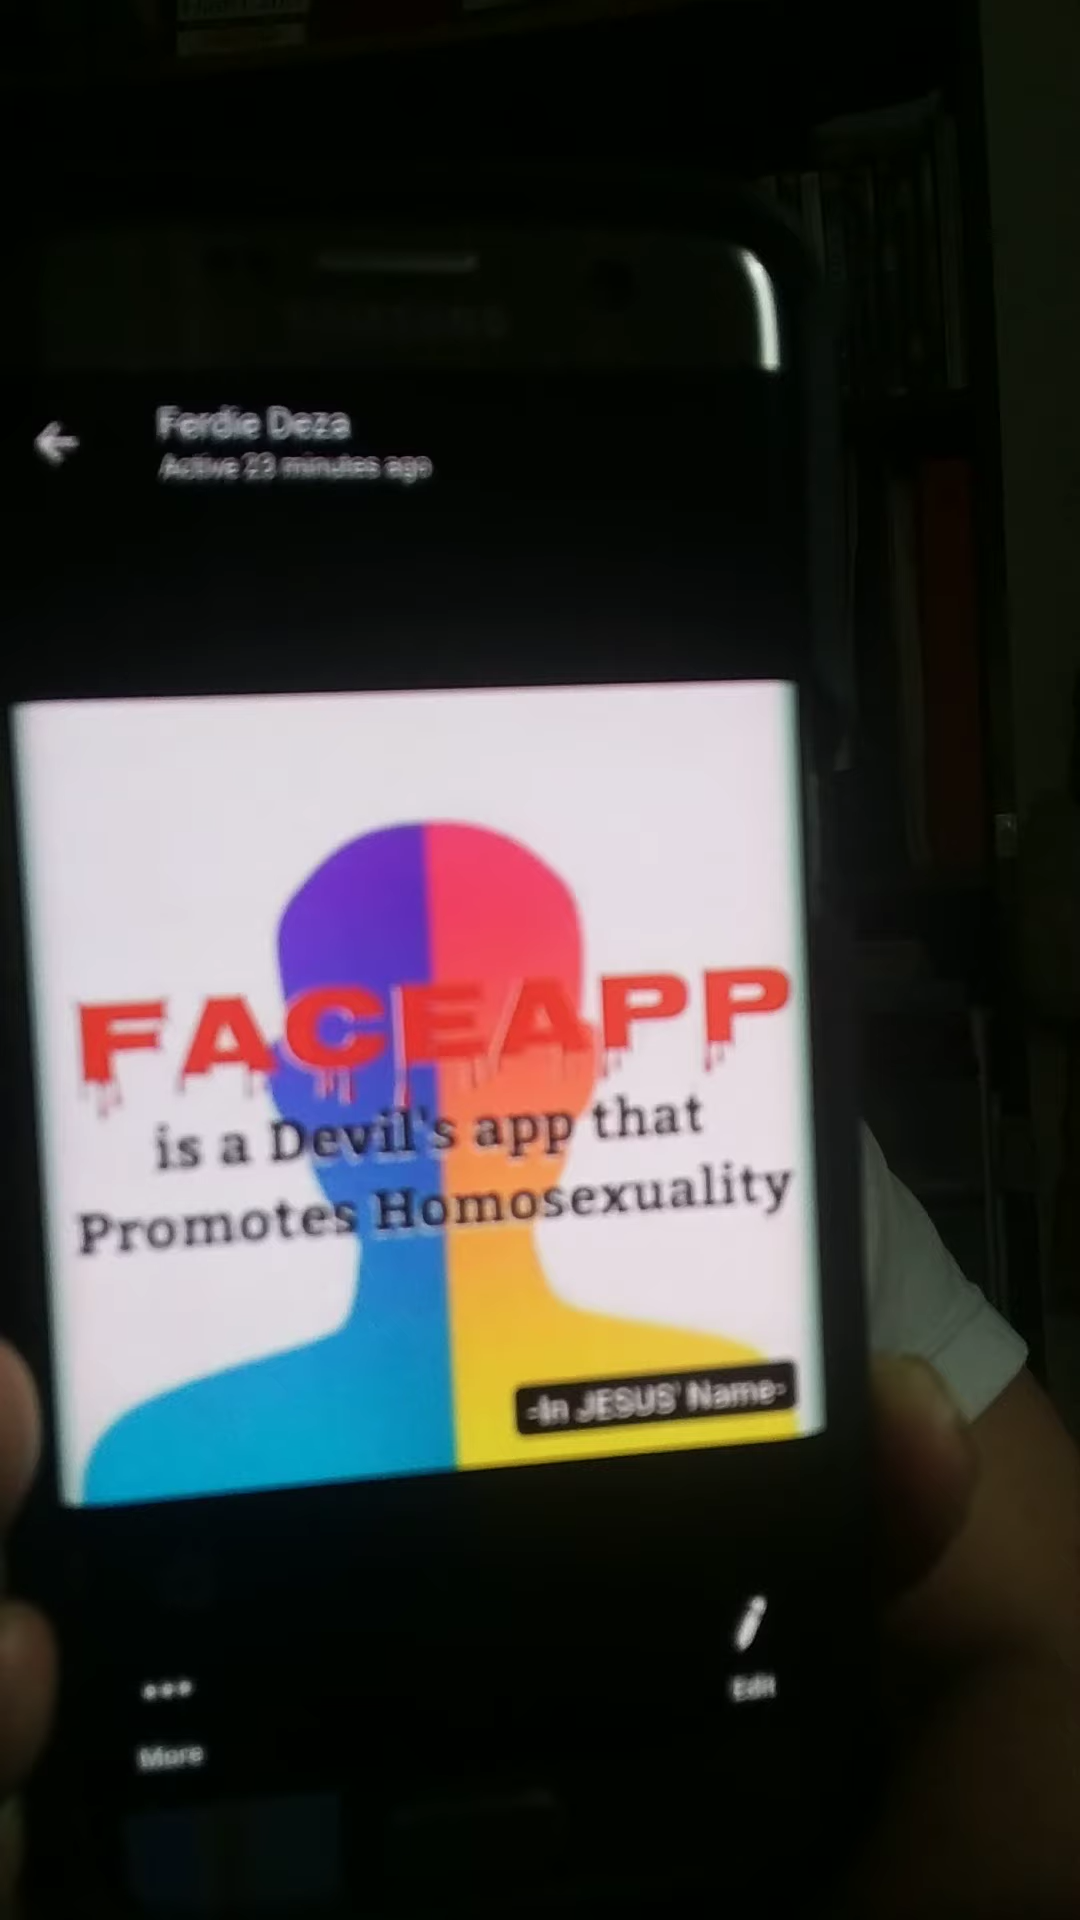 Ferdie Deza
Active 23 minutes ago
FACEAPP
is a Devil's app that
Promotes Homosexuality
-In JESUS' Name-
Edit
More